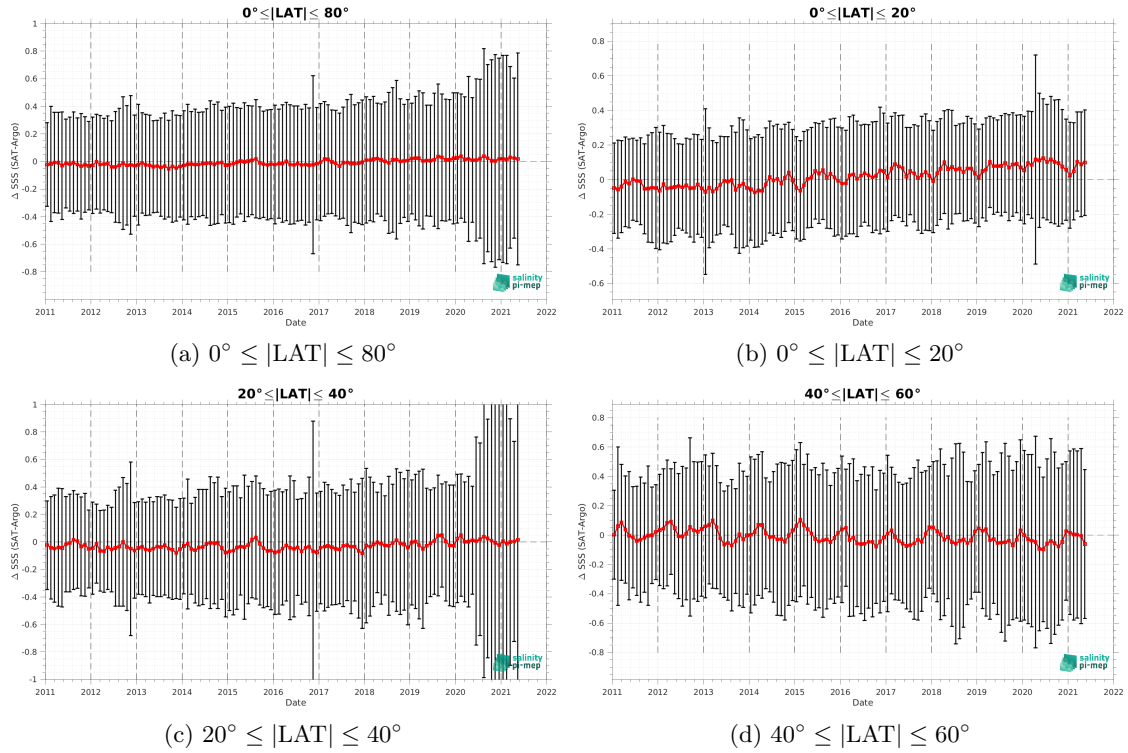 0°≤|LAT|≤ 80°
1
0.8
0.6
0.4
0.2
0
-0.2
-0.4
-0.6
-0.8
Δ SSS (SAT-Argo)
salinity
pi-mep
2011 2012 2013 2014 2015 2016 2017 2018 2019 2020 2021 2022
Date
(a) 0° ≤ |LAT| ≤ 80°
0°≤|LAT|≤ 20°
0.8
0.6
0.4
0.2
0
-0.2
-0.4
-0.6
Δ SSS (SAT-Argo)
salinity
pi-mep
2011 2012 2013 2014 2015 2016 2017 2018 2019 2020 2021 2022
Date
(b) 0° ≤ |LAT| ≤ 20°
20°≤|LAT|≤ 40°
1
0.8
0.6
0.4
0.2
0
-0.2
-0.4
-0.6
-0.8
-1
Δ SSS (SAT-Argo)
salinity
pi-mep
2011 2012 2013 2014 2015 2016 2017 2018 2019 2020 2021 2022
Date
(c) 20° ≤ |LAT| ≤ 40°
40°≤|LAT|≤ 60°
0.8
0.6
0.4
0.2
0
-0.2
-0.4
-0.6
-0.8
Δ SSS (SAT-Argo)
salinity
pi-mep
2011 2012 2013 2014 2015 2016 2017 2018 2019 2020 2021 2022
Date
(d) 40° ≤ |LAT| ≤ 60°